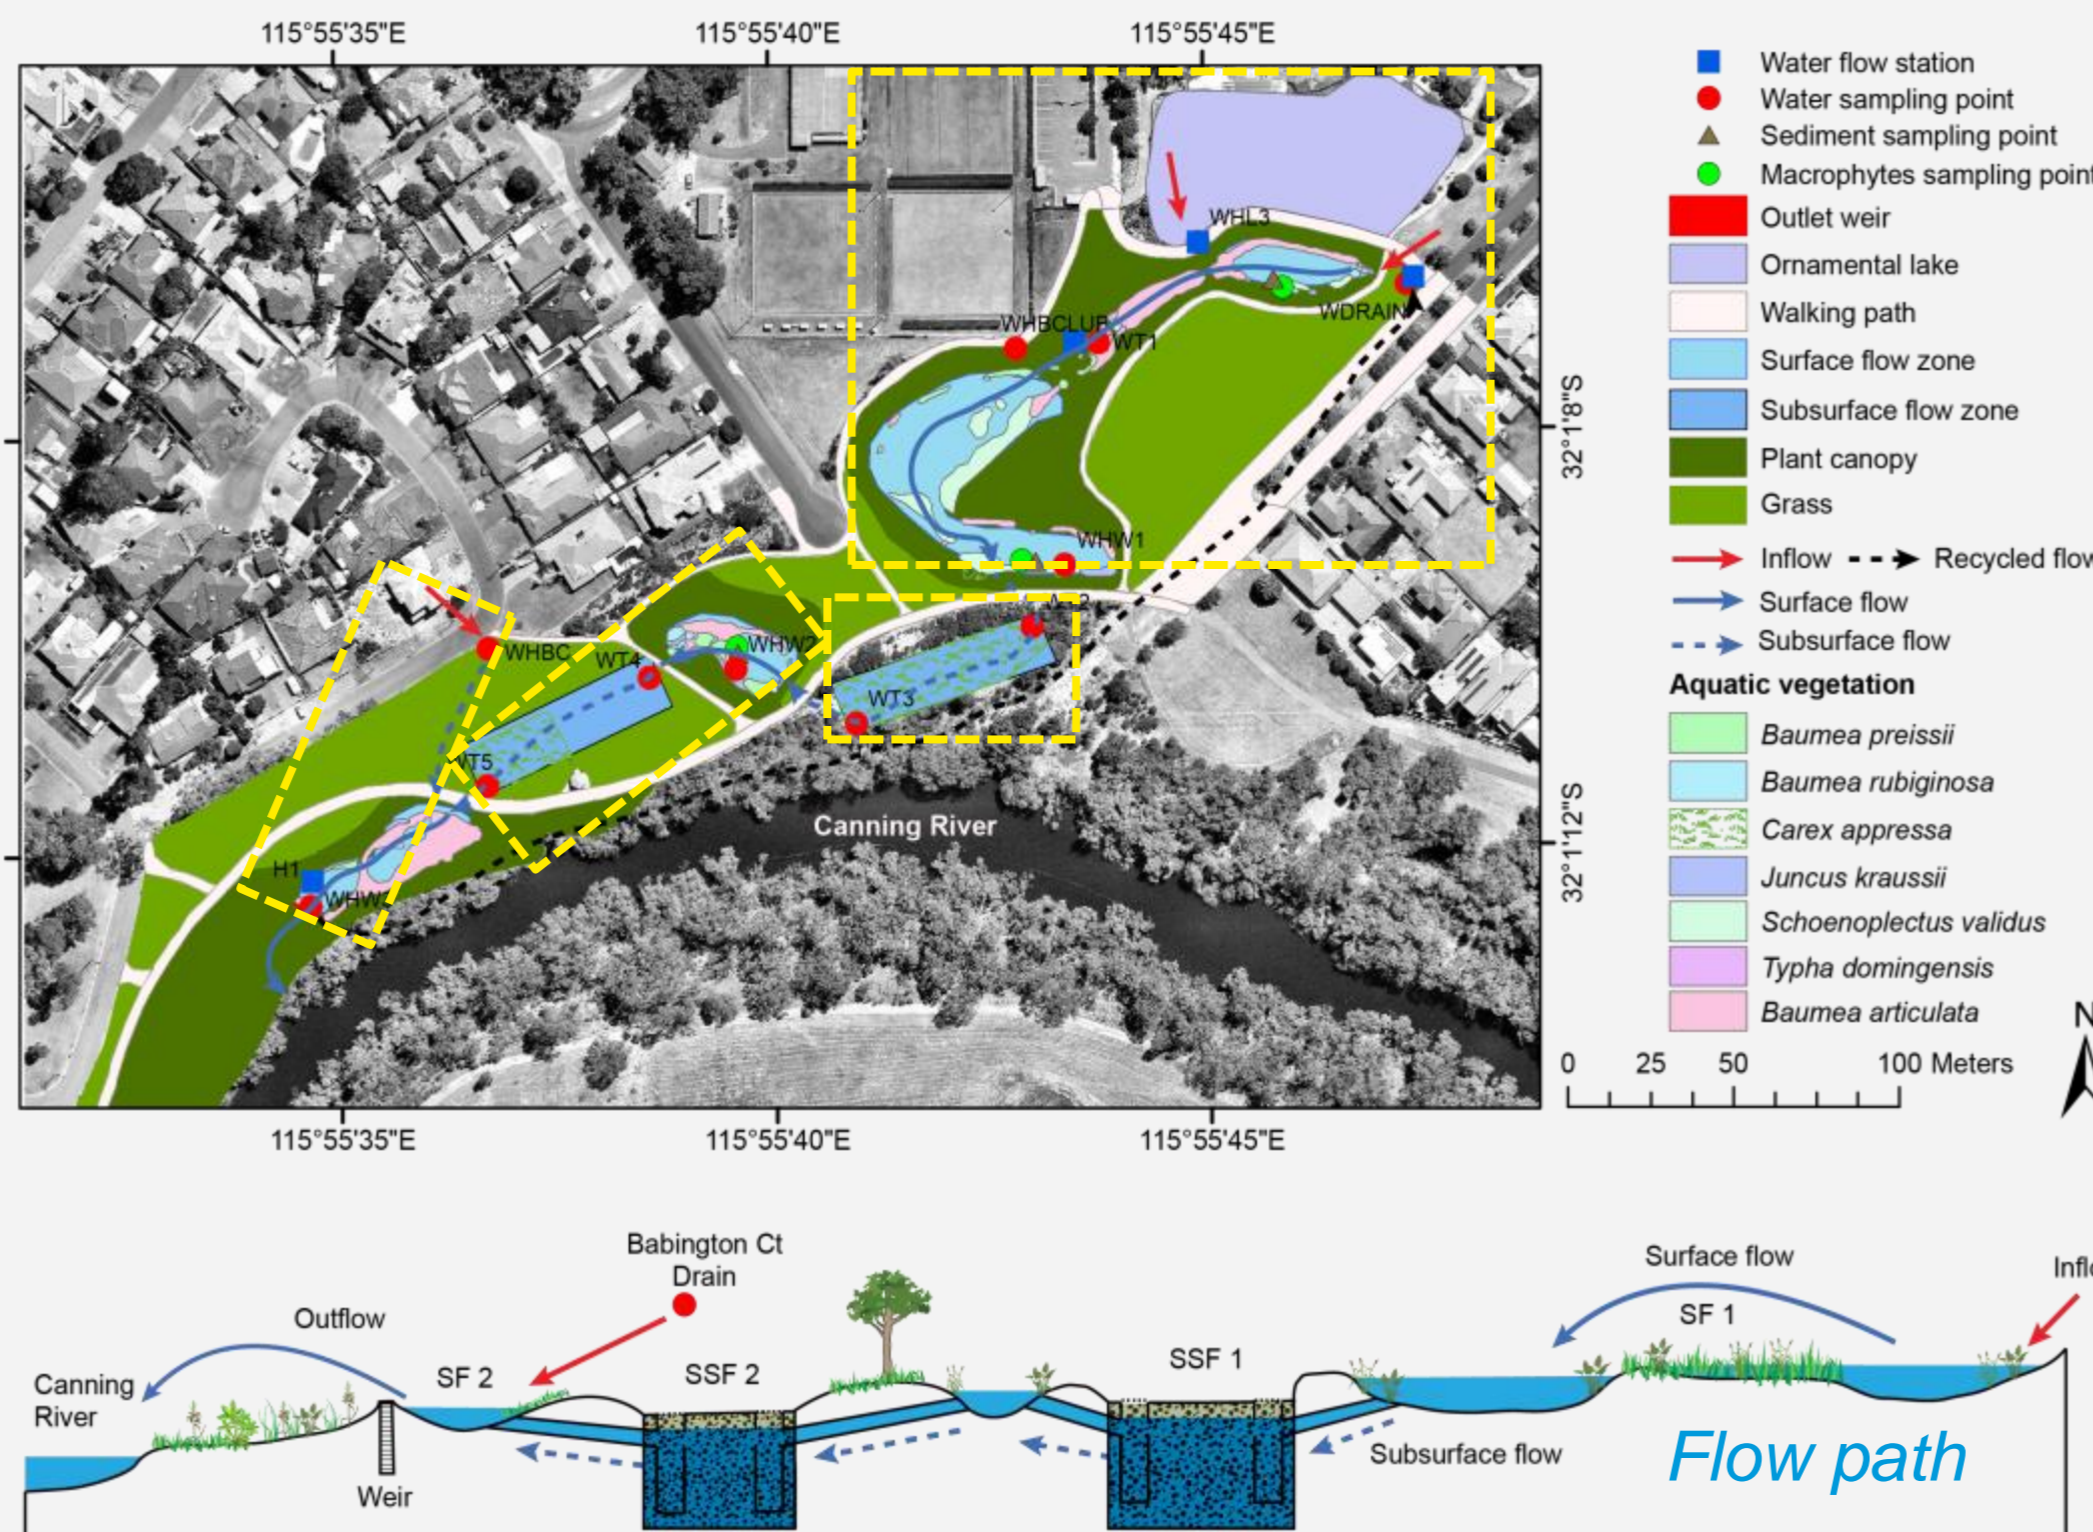 115°55'35"E
115°55'40"E
115°55'45"E
Water flow station
Water sampling point
Sediment sampling point
Macrophytes sampling point
Outlet weir
Ornamental lake
Walking path
Surface flow zone
Subsurface flow zone
Plant canopy
Grass
Inflow
Recycled flow
Surface flow
Subsurface flow
Aquatic vegetation
Baumea preissii
Baumea rubiginosa
Carex appressa
Juncus kraussii
Schoenoplectus validus
Typha domingensis
Baumea articulata
0 25 50 100 Meters
N
WHL3
WDRAIN
WHBCLUB
WT1
WHW1
WHBC
WT4
WHW2
WT3
WT5
H1
Canning River
32°1'8"S
32°1'12"S
115°55'35"E
115°55'40"E
115°55'45"E
Babington Ct
Drain
Surface flow
Outflow
SF 1
SSF 1
SF 2
SSF 2
Canning
River
Subsurface flow
Weir
Flow path